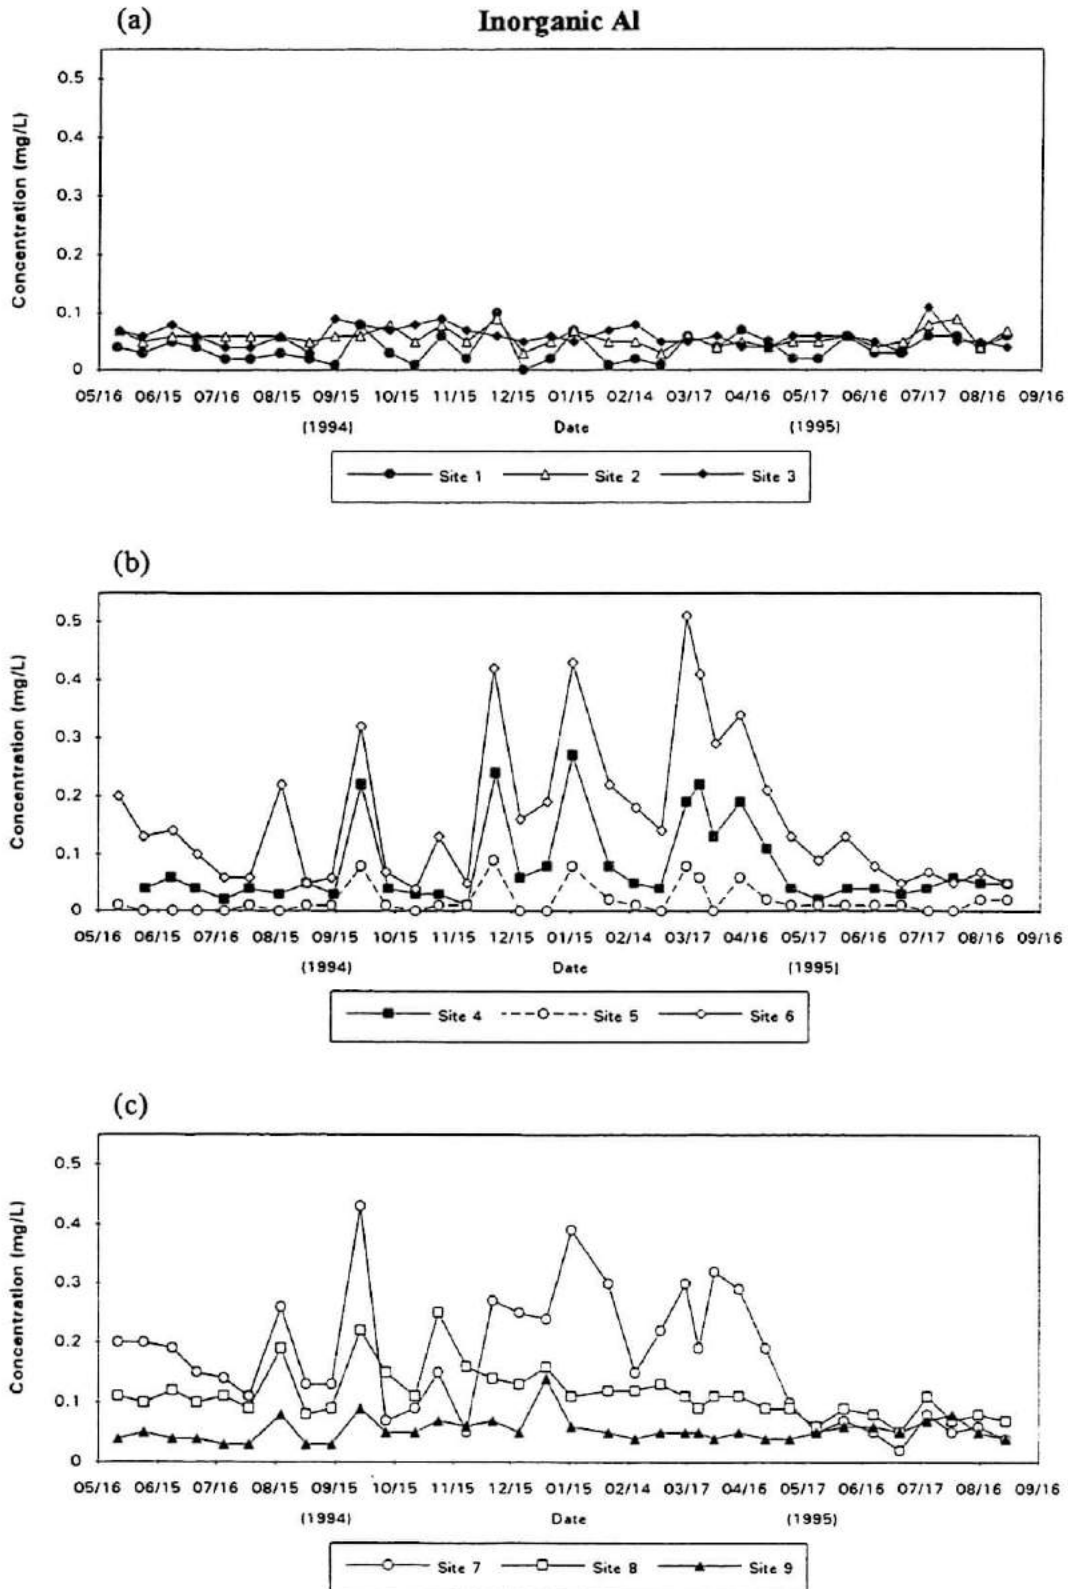 (a) Inorganic Al
0.5
0.4
0.3
0.2
0.1
0
Concentration (mg/L)
05/16 06/15 07/16 08/15 09/15 10/15 11/15 12/15 01/15 02/14 03/17 04/16 05/17 06/16 07/17 08/16 09/16
(1994) Date (1995)
Site 1 Site 2 Site 3
(b)
0.5
0.4
0.3
0.2
0.1
0
Concentration (mg/L)
05/16 06/15 07/16 08/15 09/15 10/15 11/15 12/15 01/15 02/14 03/17 04/16 05/17 06/16 07/17 08/16 09/16
(1994) Date (1995)
Site 4 Site 5 Site 6
(c)
0.5
0.4
0.3
0.2
0.1
0
Concentration (mg/L)
05/16 06/15 07/16 08/15 09/15 10/15 11/15 12/15 01/15 02/14 03/17 04/16 05/17 06/16 07/17 08/16 09/16
(1994) Date (1995)
Site 7 Site 8 Site 9